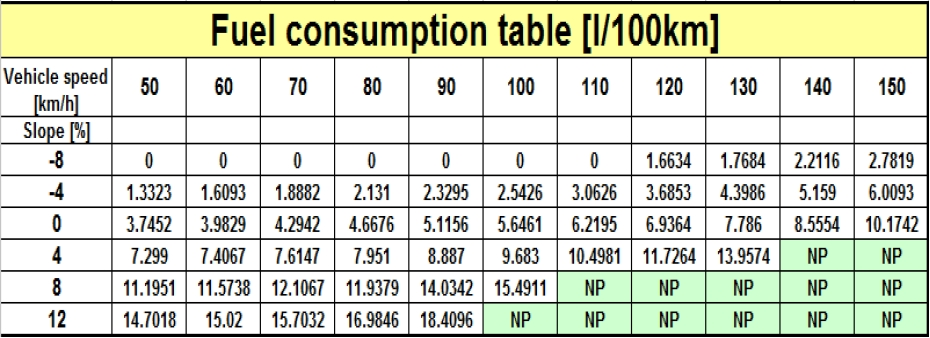 Fuel consumption table [l/100km]
Vehicle speed [km/h] 50 60 70 80 90 100 110 120 130 140 150
Slope [%]
-8 0 0 0 0 0 0 0 1.6634 1.7684 2.2116 2.7819
-4 1.3323 1.6093 1.8882 2.131 2.3295 2.5426 3.0626 3.6853 4.3986 5.159 6.0093
0 3.7452 3.9829 4.2942 4.6676 5.1156 5.6461 6.2195 6.9364 7.786 8.5554 10.1742
4 7.299 7.4067 7.6147 7.951 8.887 9.683 10.4981 11.7264 13.9574 NP NP
8 11.1951 11.5738 12.1067 11.9379 14.0342 15.4911 NP NP NP NP NP
12 14.7018 15.02 15.7032 16.9846 18.4096 NP NP NP NP NP NP